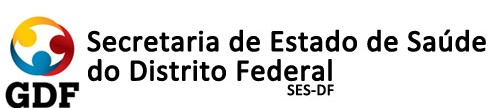 GDF
Secretaria de Estado de Saúde
do Distrito Federal
SES-DF